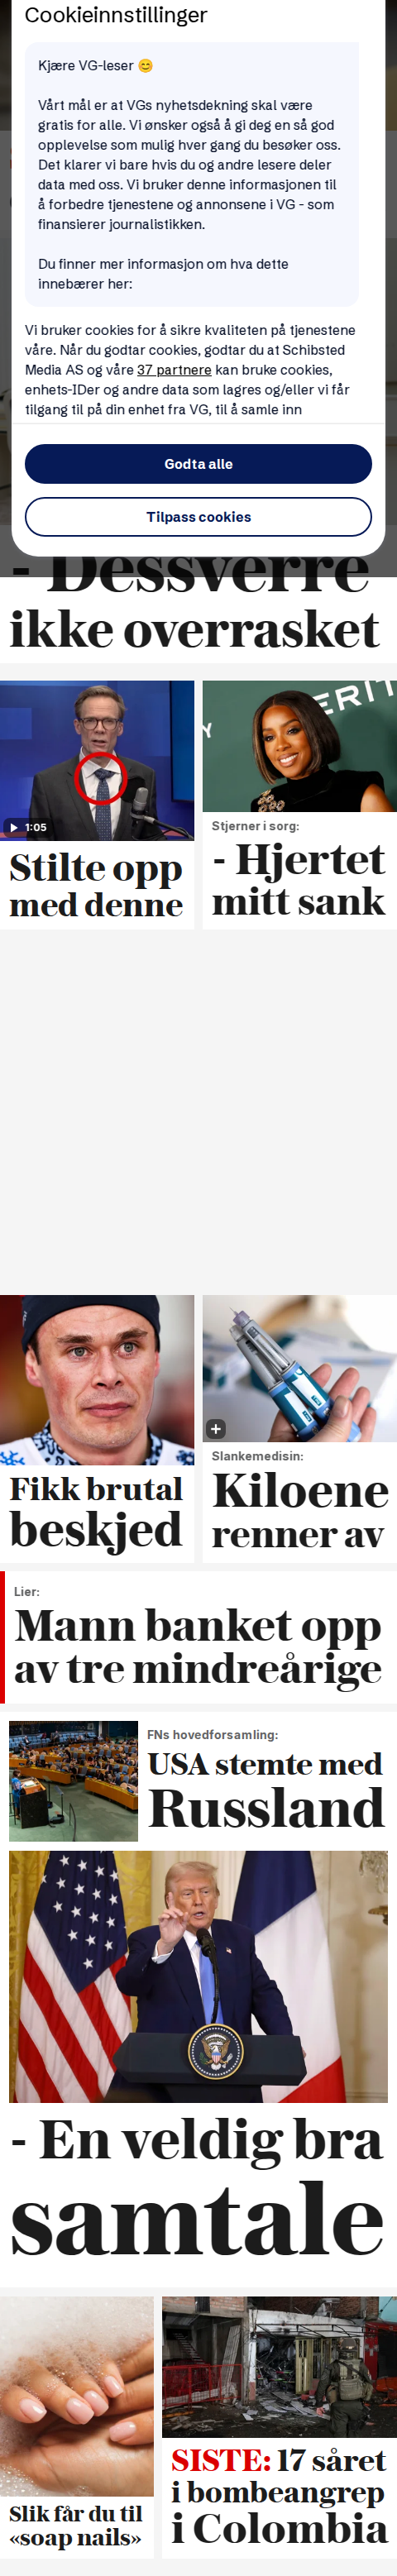 Cookieinnstillinger
Kjære VG-leser 😊
Vårt mål er at VGs nyhetsdekning skal være
gratis for alle. Vi ønsker også å gi deg en så god
opplevelse som mulig hver gang du besøker oss.
Det klarer vi bare hvis du og andre lesere deler
data med oss. Vi bruker denne informasjonen til
å forbedre tjenestene og annonsene i VG - som
finansierer journalistikken.
Du finner mer informasjon om hva dette
innebærer her:
Vi bruker cookies for å sikre kvaliteten på tjenestene
våre. Når du godtar cookies, godtar du at Schibsted
Media AS og våre 37 partnere kan bruke cookies,
enhets-IDer og andre data som lagres og/eller vi får
tilgang til på din enhet fra VG, til å samle inn
Godta alle
Tilpass cookies
- Dessverre
ikke overrasket
1:05
Stilte opp
med denne
ERIT
Y
Stjerner i sorg:
- Hjertet
mitt sank
Fikk brutal
beskjed
Slankemedisin:
Kiloene
renner av
Lier:
Mann banket opp
av tre mindreårige
FNs hovedforsamling:
USA stemte med
Russland
- En veldig bra
samtale
Slik får du til
«soap nails»
SISTE: 17 såret
i bombeangrep
i Colombia